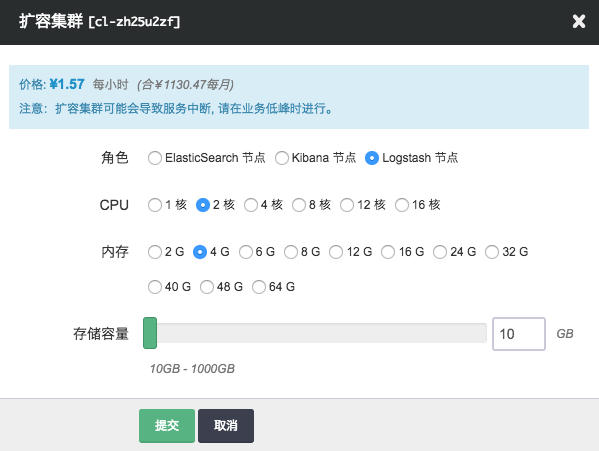 扩容集群 [cl-zh25u2zf]
价格: ¥1.57 每小时 (合¥1130.47每月)
注意：扩容集群可能会导致服务中断, 请在业务低峰时进行。
角色 ElasticSearch 节点 Kibana 节点 Logstash 节点
CPU 1 核 2 核 4 核 8 核 12 核 16 核
内存 2 G 4 G 6 G 8 G 12 G 16 G 24 G 32 G
40 G 48 G 64 G
存储容量 10 GB
10GB - 1000GB
提交 取消